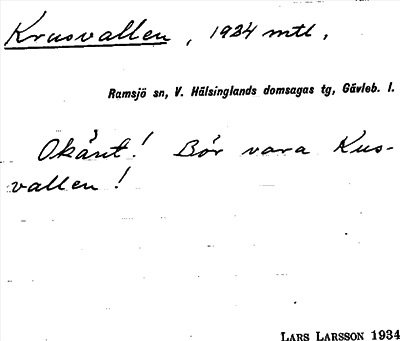 Krusvallen, 1934 mtl,
Ramsjö sn, V. Hälsinglands domsagas tg, Gävleb. l.
Okänt! Bör vara Kus-
vallen!
LARS LARSSON 1934